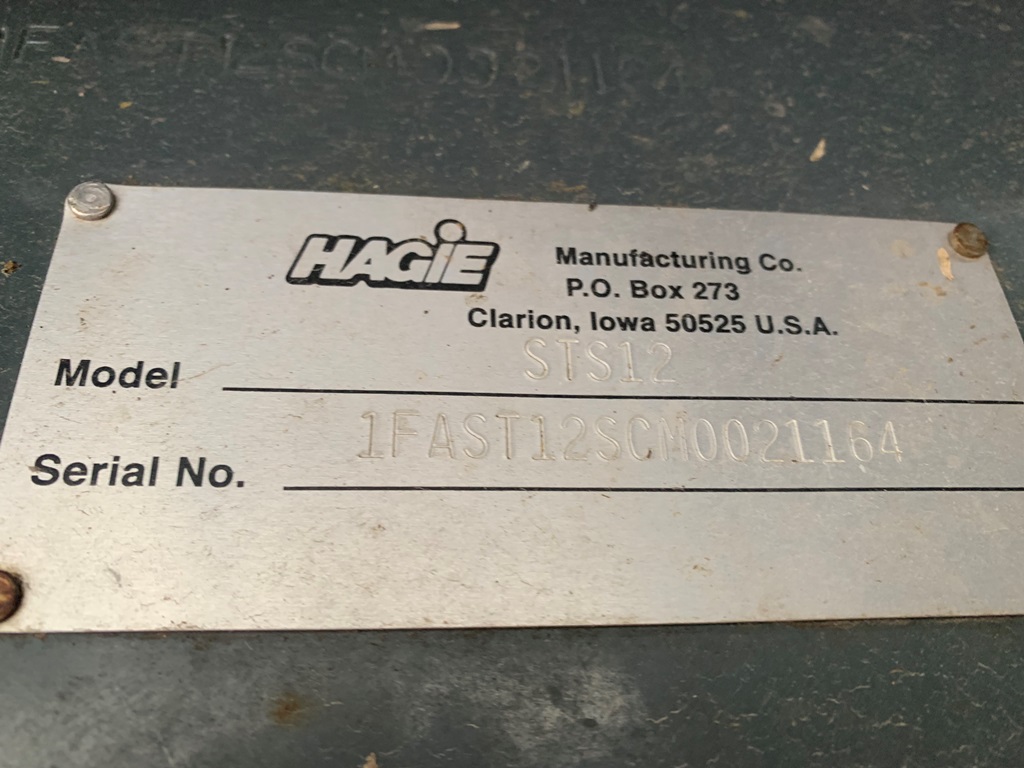 HAGiE
Manufacturing Co.
P.O. Box 273
Clarion, Iowa 50525 U.S.A.
Model STS12
Serial No. 1FAST12SCM0021164